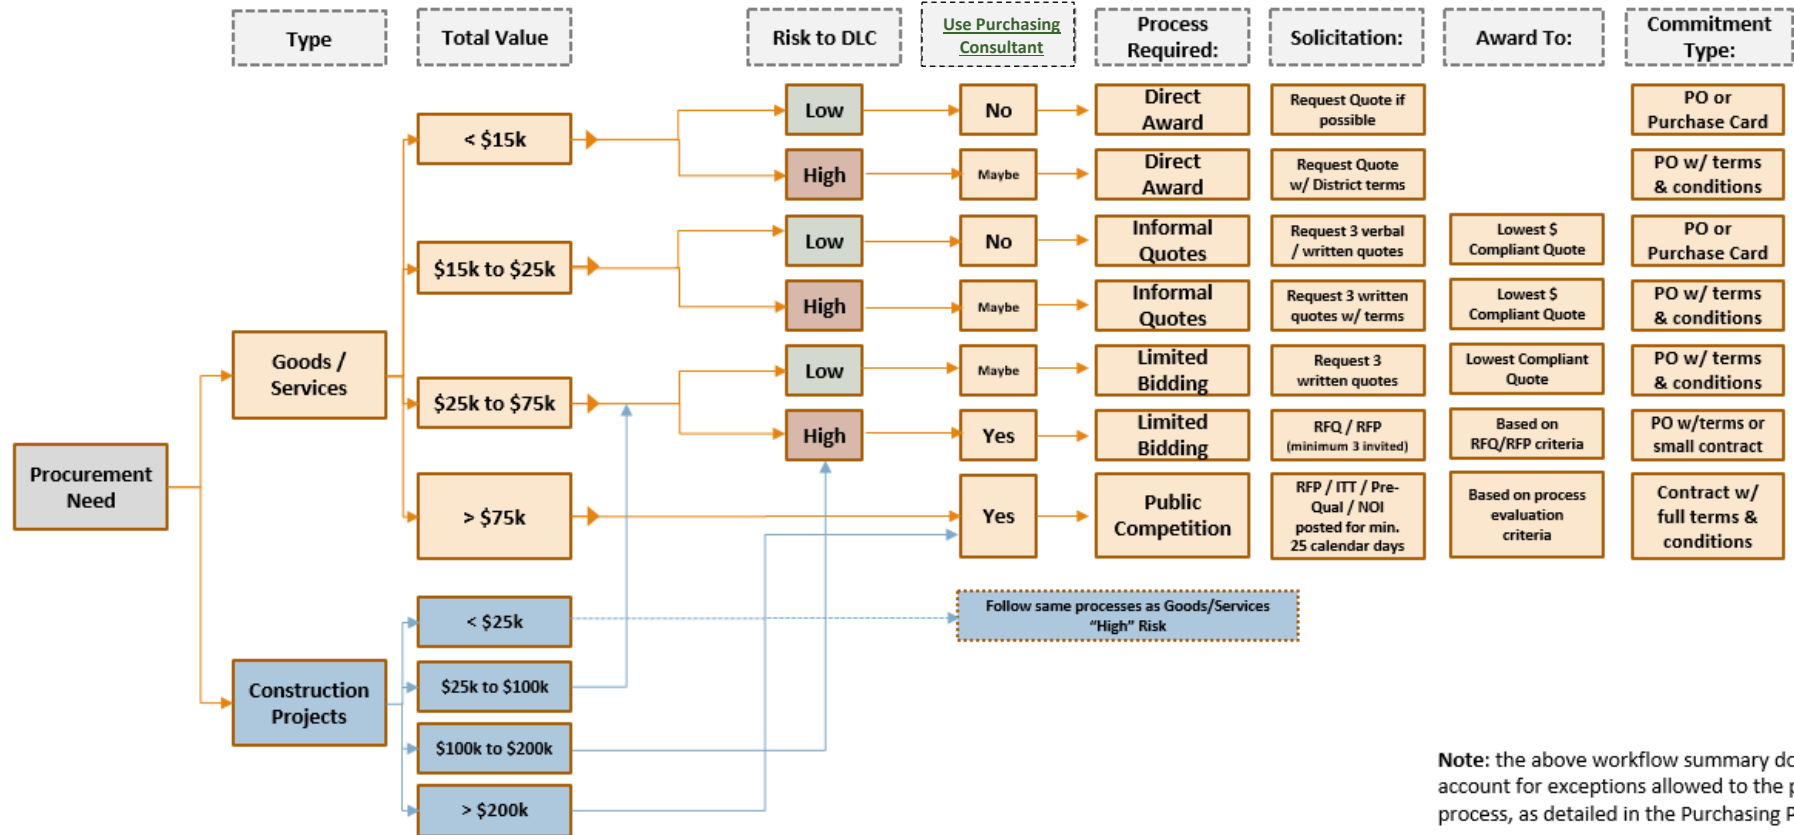 Type
Total Value
Risk to DLC
Use Purchasing
Consultant
Process
Required:
Solicitation:
Award To:
Commitment
Type:
< $15k
Low
No
Direct
Award
Request Quote if
possible
PO or
Purchase Card
High
Maybe
Direct
Award
Request Quote
w/ District terms
PO w/ terms
& conditions
$15k to $25k
Low
No
Informal
Quotes
Request 3 verbal
/ written quotes
Lowest $
Compliant Quote
PO or
Purchase Card
High
Maybe
Informal
Quotes
Request 3 written
quotes w/ terms
Lowest $
Compliant Quote
PO w/ terms
& conditions
Goods /
Services
$25k to $75k
Low
Maybe
Limited
Bidding
Request 3
written quotes
Lowest Compliant
Quote
PO w/ terms
& conditions
High
Yes
Limited
Bidding
RFQ / RFP
(minimum 3 invited)
Based on
RFQ/RFP criteria
PO w/terms or
small contract
Procurement
Need
> $75k
Yes
Public
Competition
RFP / ITT / Pre-
Qual / NOI
posted for min.
25 calendar days
Based on process
evaluation
criteria
Contract w/
full terms &
conditions
< $25k
Follow same processes as Goods/Services
"High" Risk
Construction
Projects
$25k to $100k
$100k to $200k
> $200k
Note: the above workflow summary do
account for exceptions allowed to the p
process, as detailed in the Purchasing P